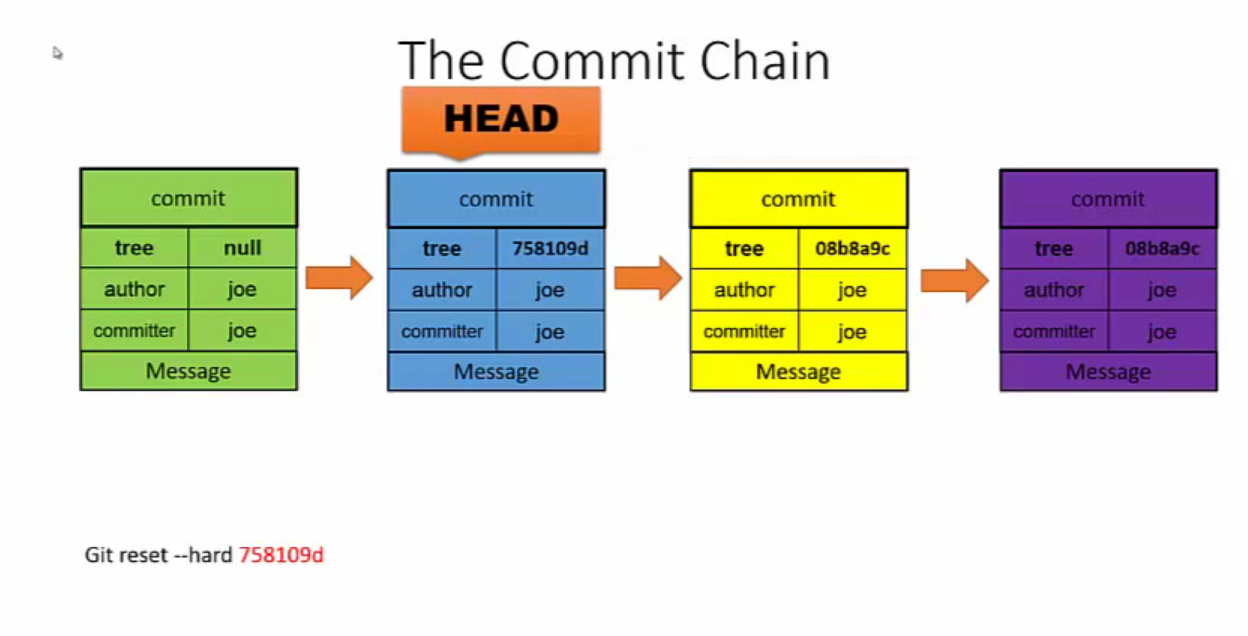 The Commit Chain
HEAD
commit
tree null
author joe
committer joe
Message
commit
tree 758109d
author joe
committer joe
Message
commit
tree 08b8a9c
author joe
committer joe
Message
commit
tree 08b8a9c
author joe
committer joe
Message
Git reset --hard 758109d